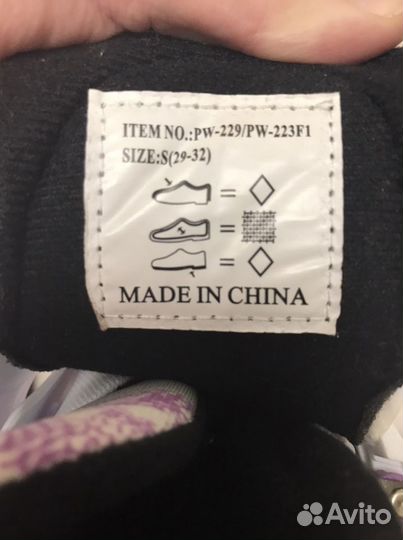 ITEM NO.:PW-229/PW-223F1
SIZE:S(29-32)
=
=
=
MADE IN CHINA
Avito